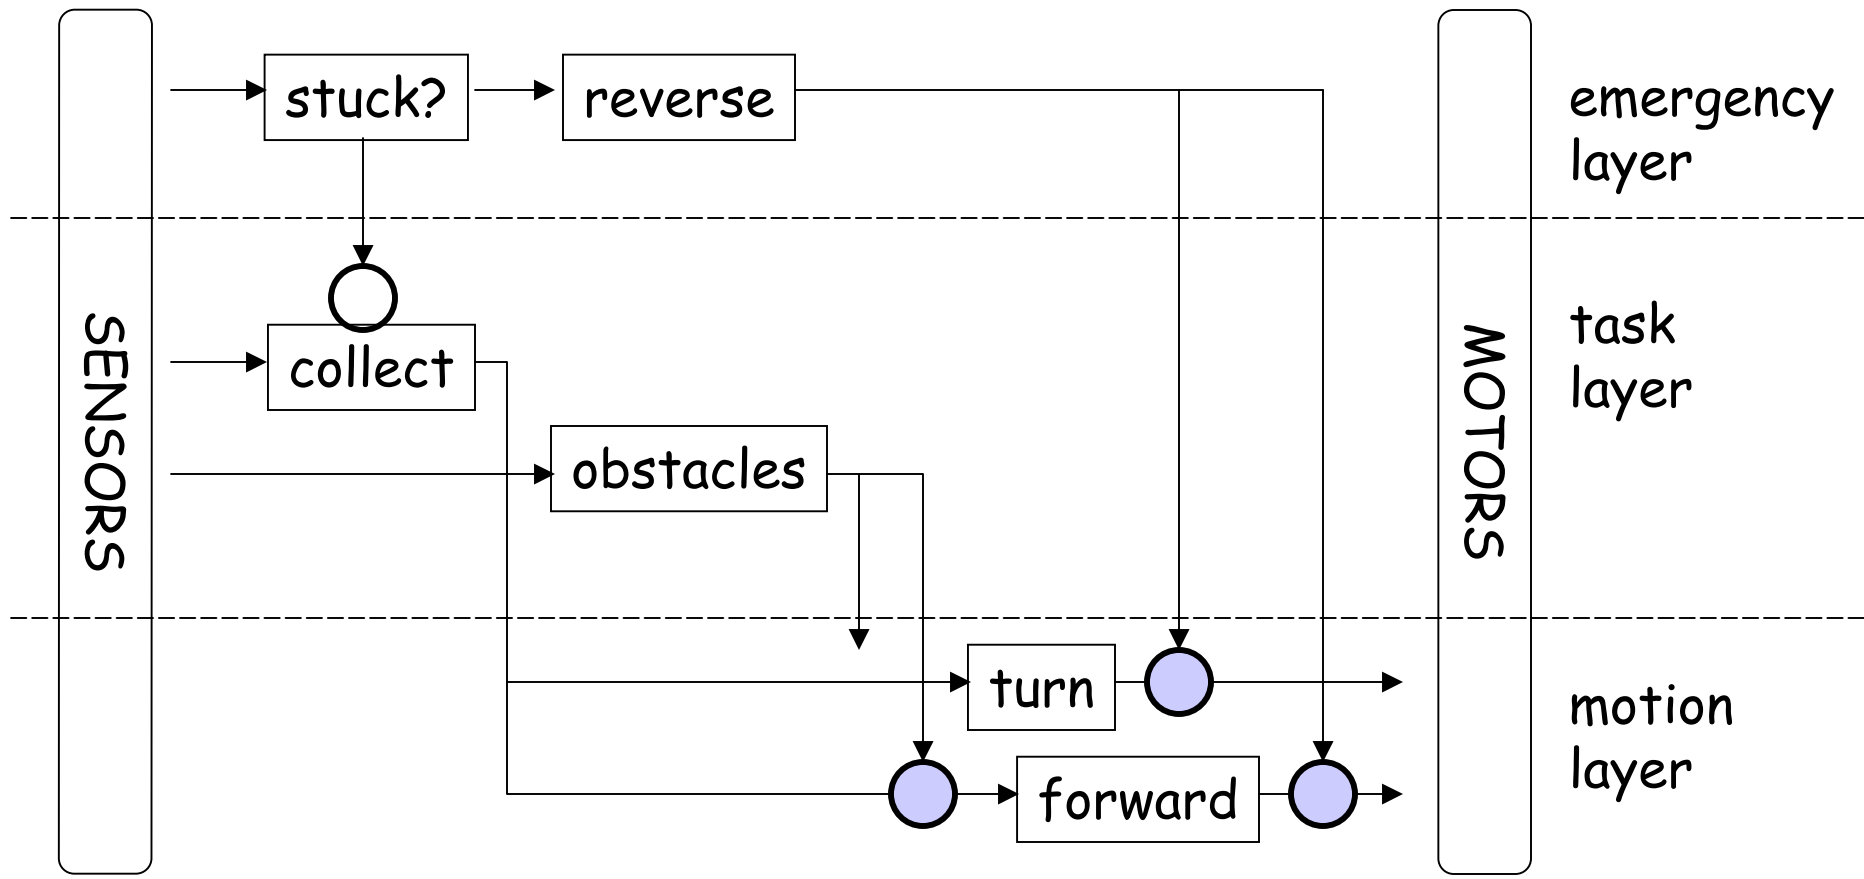 SENSORS
stuck?
reverse
collect
obstacles
turn
forward
MOTORS
emergency
layer
task
layer
motion
layer